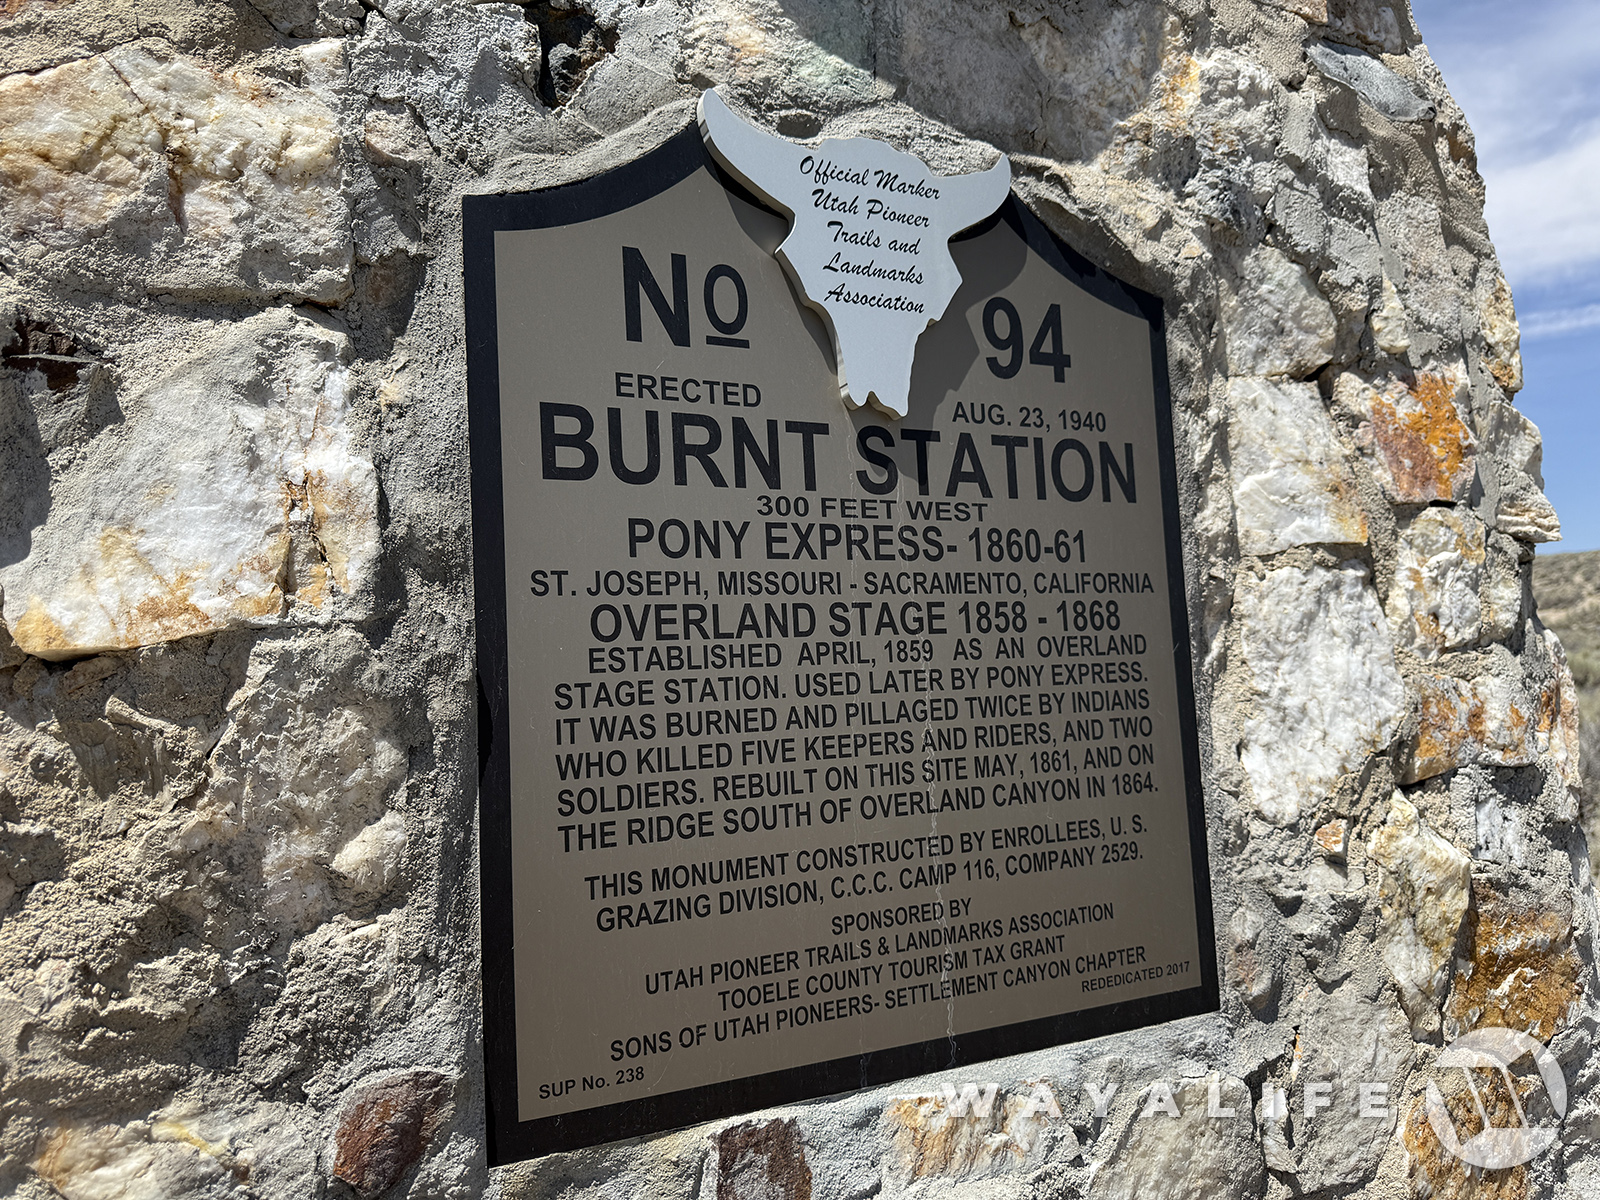 Official Marker
Utah Pioneer
Trails and
Landmarks
Association
No 94
ERECTED AUG. 23, 1940
BURNT STATION
300 FEET WEST
PONY EXPRESS- 1860-61
ST. JOSEPH, MISSOURI - SACRAMENTO, CALIFORNIA
OVERLAND STAGE 1858 - 1868
ESTABLISHED APRIL, 1859 AS AN OVERLAND
STAGE STATION. USED LATER BY PONY EXPRESS.
IT WAS BURNED AND PILLAGED TWICE BY INDIANS
WHO KILLED FIVE KEEPERS AND RIDERS, AND TWO
SOLDIERS. REBUILT ON THIS SITE MAY, 1861, AND ON
THE RIDGE SOUTH OF OVERLAND CANYON IN 1864.
THIS MONUMENT CONSTRUCTED BY ENROLLEES, U. S.
GRAZING DIVISION, C.C.C. CAMP 116, COMPANY 2529.
SPONSORED BY
UTAH PIONEER TRAILS & LANDMARKS ASSOCIATION
TOOELE COUNTY TOURISM TAX GRANT
SONS OF UTAH PIONEERS- SETTLEMENT CANYON CHAPTER
REDEDICATED 2017
SUP No. 238
WAYALIFE